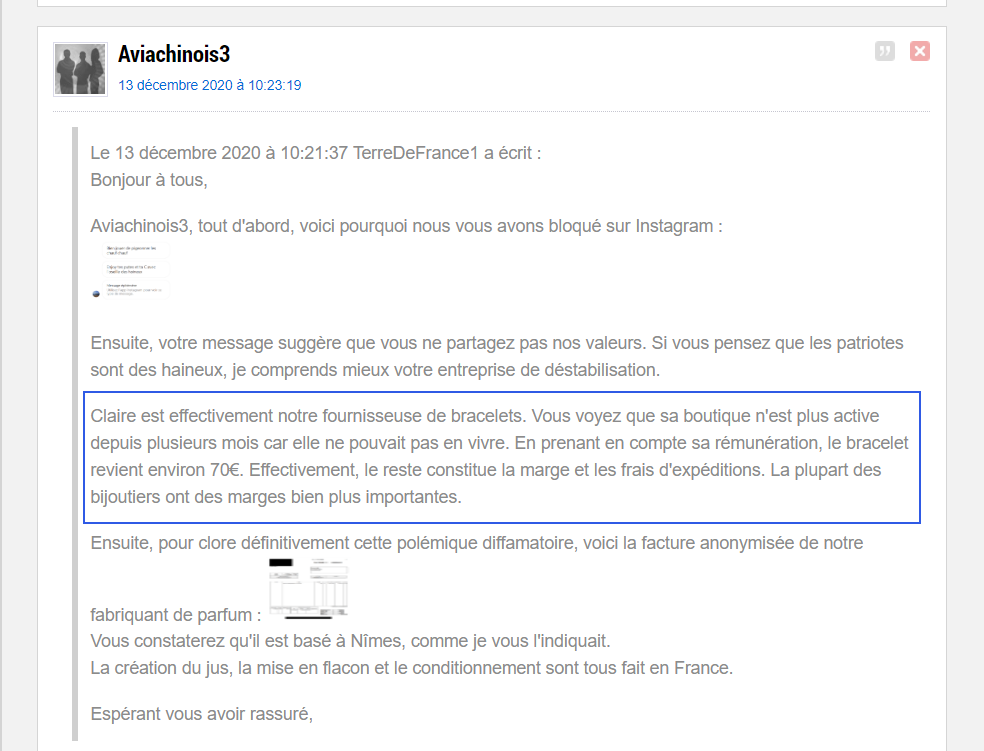 Aviachinois3
13 décembre 2020 à 10:23:19
Le 13 décembre 2020 à 10:21:37 TerreDeFrance1 a écrit :
Bonjour à tous,
Aviachinois3, tout d'abord, voici pourquoi nous vous avons bloqué sur Instagram :
Ensuite, votre message suggère que vous ne partagez pas nos valeurs. Si vous pensez que les patriotes
sont des haineux, je comprends mieux votre entreprise de déstabilisation.
Claire est effectivement notre fournisseuse de bracelets. Vous voyez que sa boutique n'est plus active
depuis plusieurs mois car elle ne pouvait pas en vivre. En prenant en compte sa rémunération, le bracelet
revient environ 70€. Effectivement, le reste constitue la marge et les frais d'expéditions. La plupart des
bijoutiers ont des marges bien plus importantes.
Ensuite, pour clore définitivement cette polémique diffamatoire, voici la facture anonymisée de notre
fabriquant de parfum :
Vous constaterez qu'il est basé à Nîmes, comme je vous l'indiquait.
La création du jus, la mise en flacon et le conditionnement sont tous fait en France.
Espérant vous avoir rassuré,